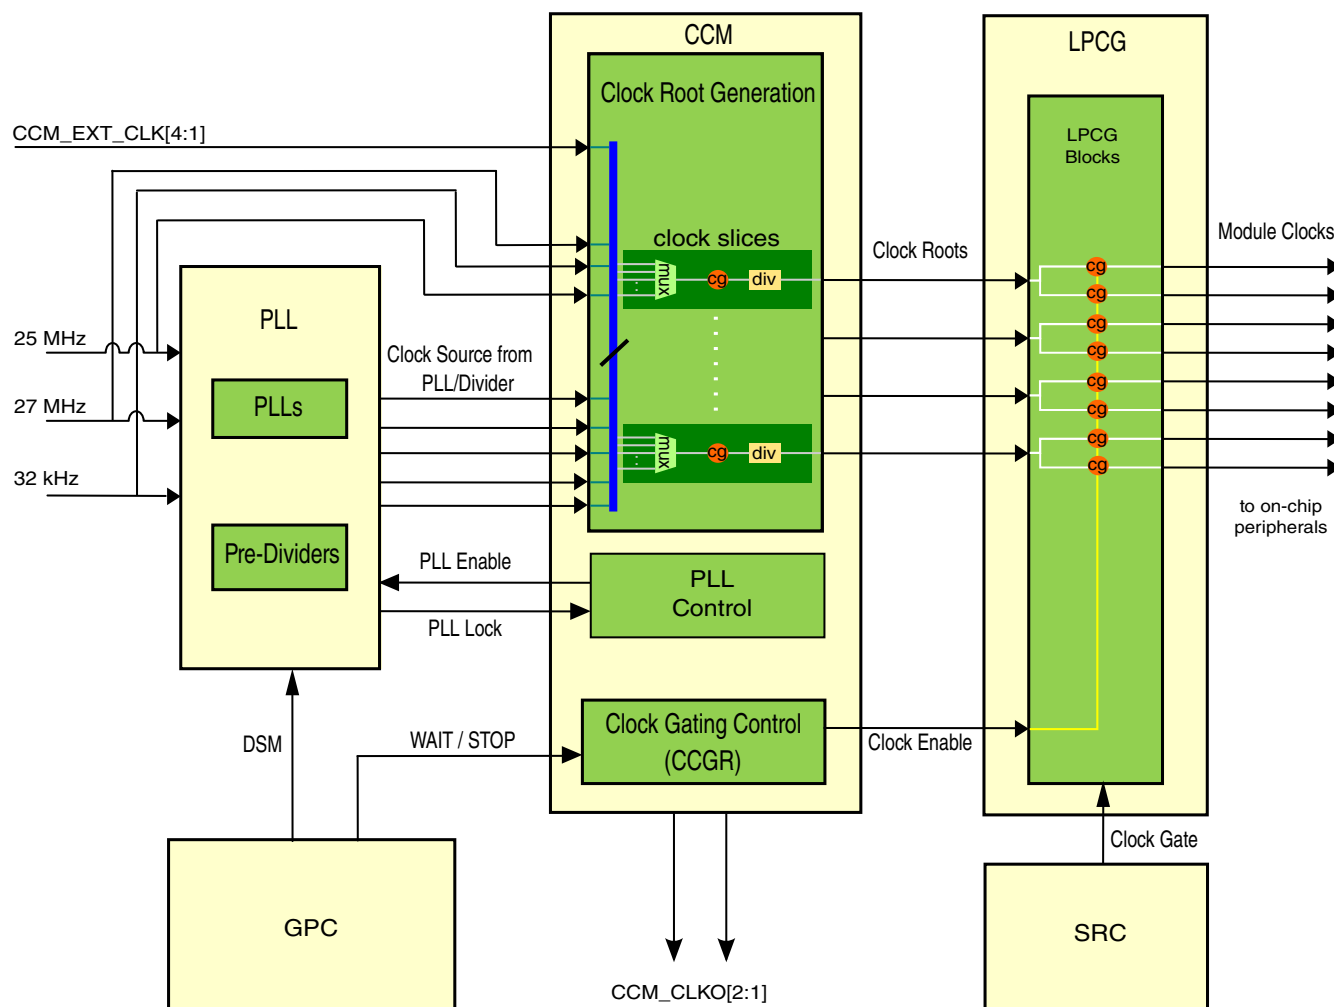 CCM
LPCG
Clock Root Generation
CCM_EXT_CLK[4:1]
LPCG
Blocks
clock slices
Clock Roots
Module Clocks
mux
cg
div
cg
cg
cg
cg
cg
cg
cg
cg
PLL
25 MHz
Clock Source from
PLL/Divider
27 MHz
PLLs
mux
cg
div
32 kHz
to on-chip
peripherals
Pre-Dividers
PLL Enable
PLL
Control
PLL Lock
DSM
WAIT / STOP
Clock Gating Control
(CCGR)
Clock Enable
Clock Gate
GPC
SRC
CCM_CLKO[2:1]